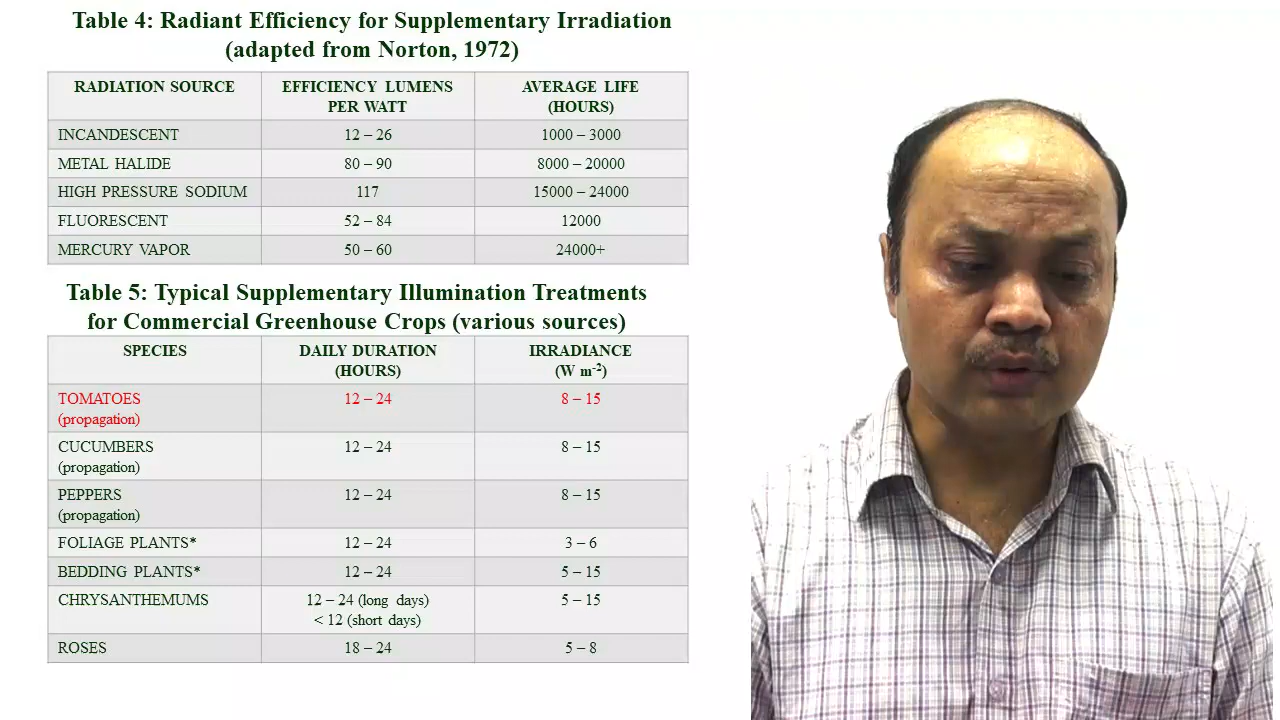 Table 4: Radiant Efficiency for Supplementary Irradiation
(adapted from Norton, 1972)
RADIATION SOURCE EFFICIENCY LUMENS PER WATT AVERAGE LIFE (HOURS)
INCANDESCENT 12 – 26 1000 – 3000
METAL HALIDE 80 – 90 8000 – 20000
HIGH PRESSURE SODIUM 117 15000 – 24000
FLUORESCENT 52 – 84 12000
MERCURY VAPOR 50 – 60 24000+
Table 5: Typical Supplementary Illumination Treatments
for Commercial Greenhouse Crops (various sources)
SPECIES DAILY DURATION (HOURS) IRRADIANCE (W m⁻²)
TOMATOES (propagation) 12 – 24 8 – 15
CUCUMBERS (propagation) 12 – 24 8 – 15
PEPPERS (propagation) 12 – 24 8 – 15
FOLIAGE PLANTS* 12 – 24 3 – 6
BEDDING PLANTS* 12 – 24 5 – 15
CHRYSANTHEMUMS 12 – 24 (long days) < 12 (short days) 5 – 15
ROSES 18 – 24 5 – 8